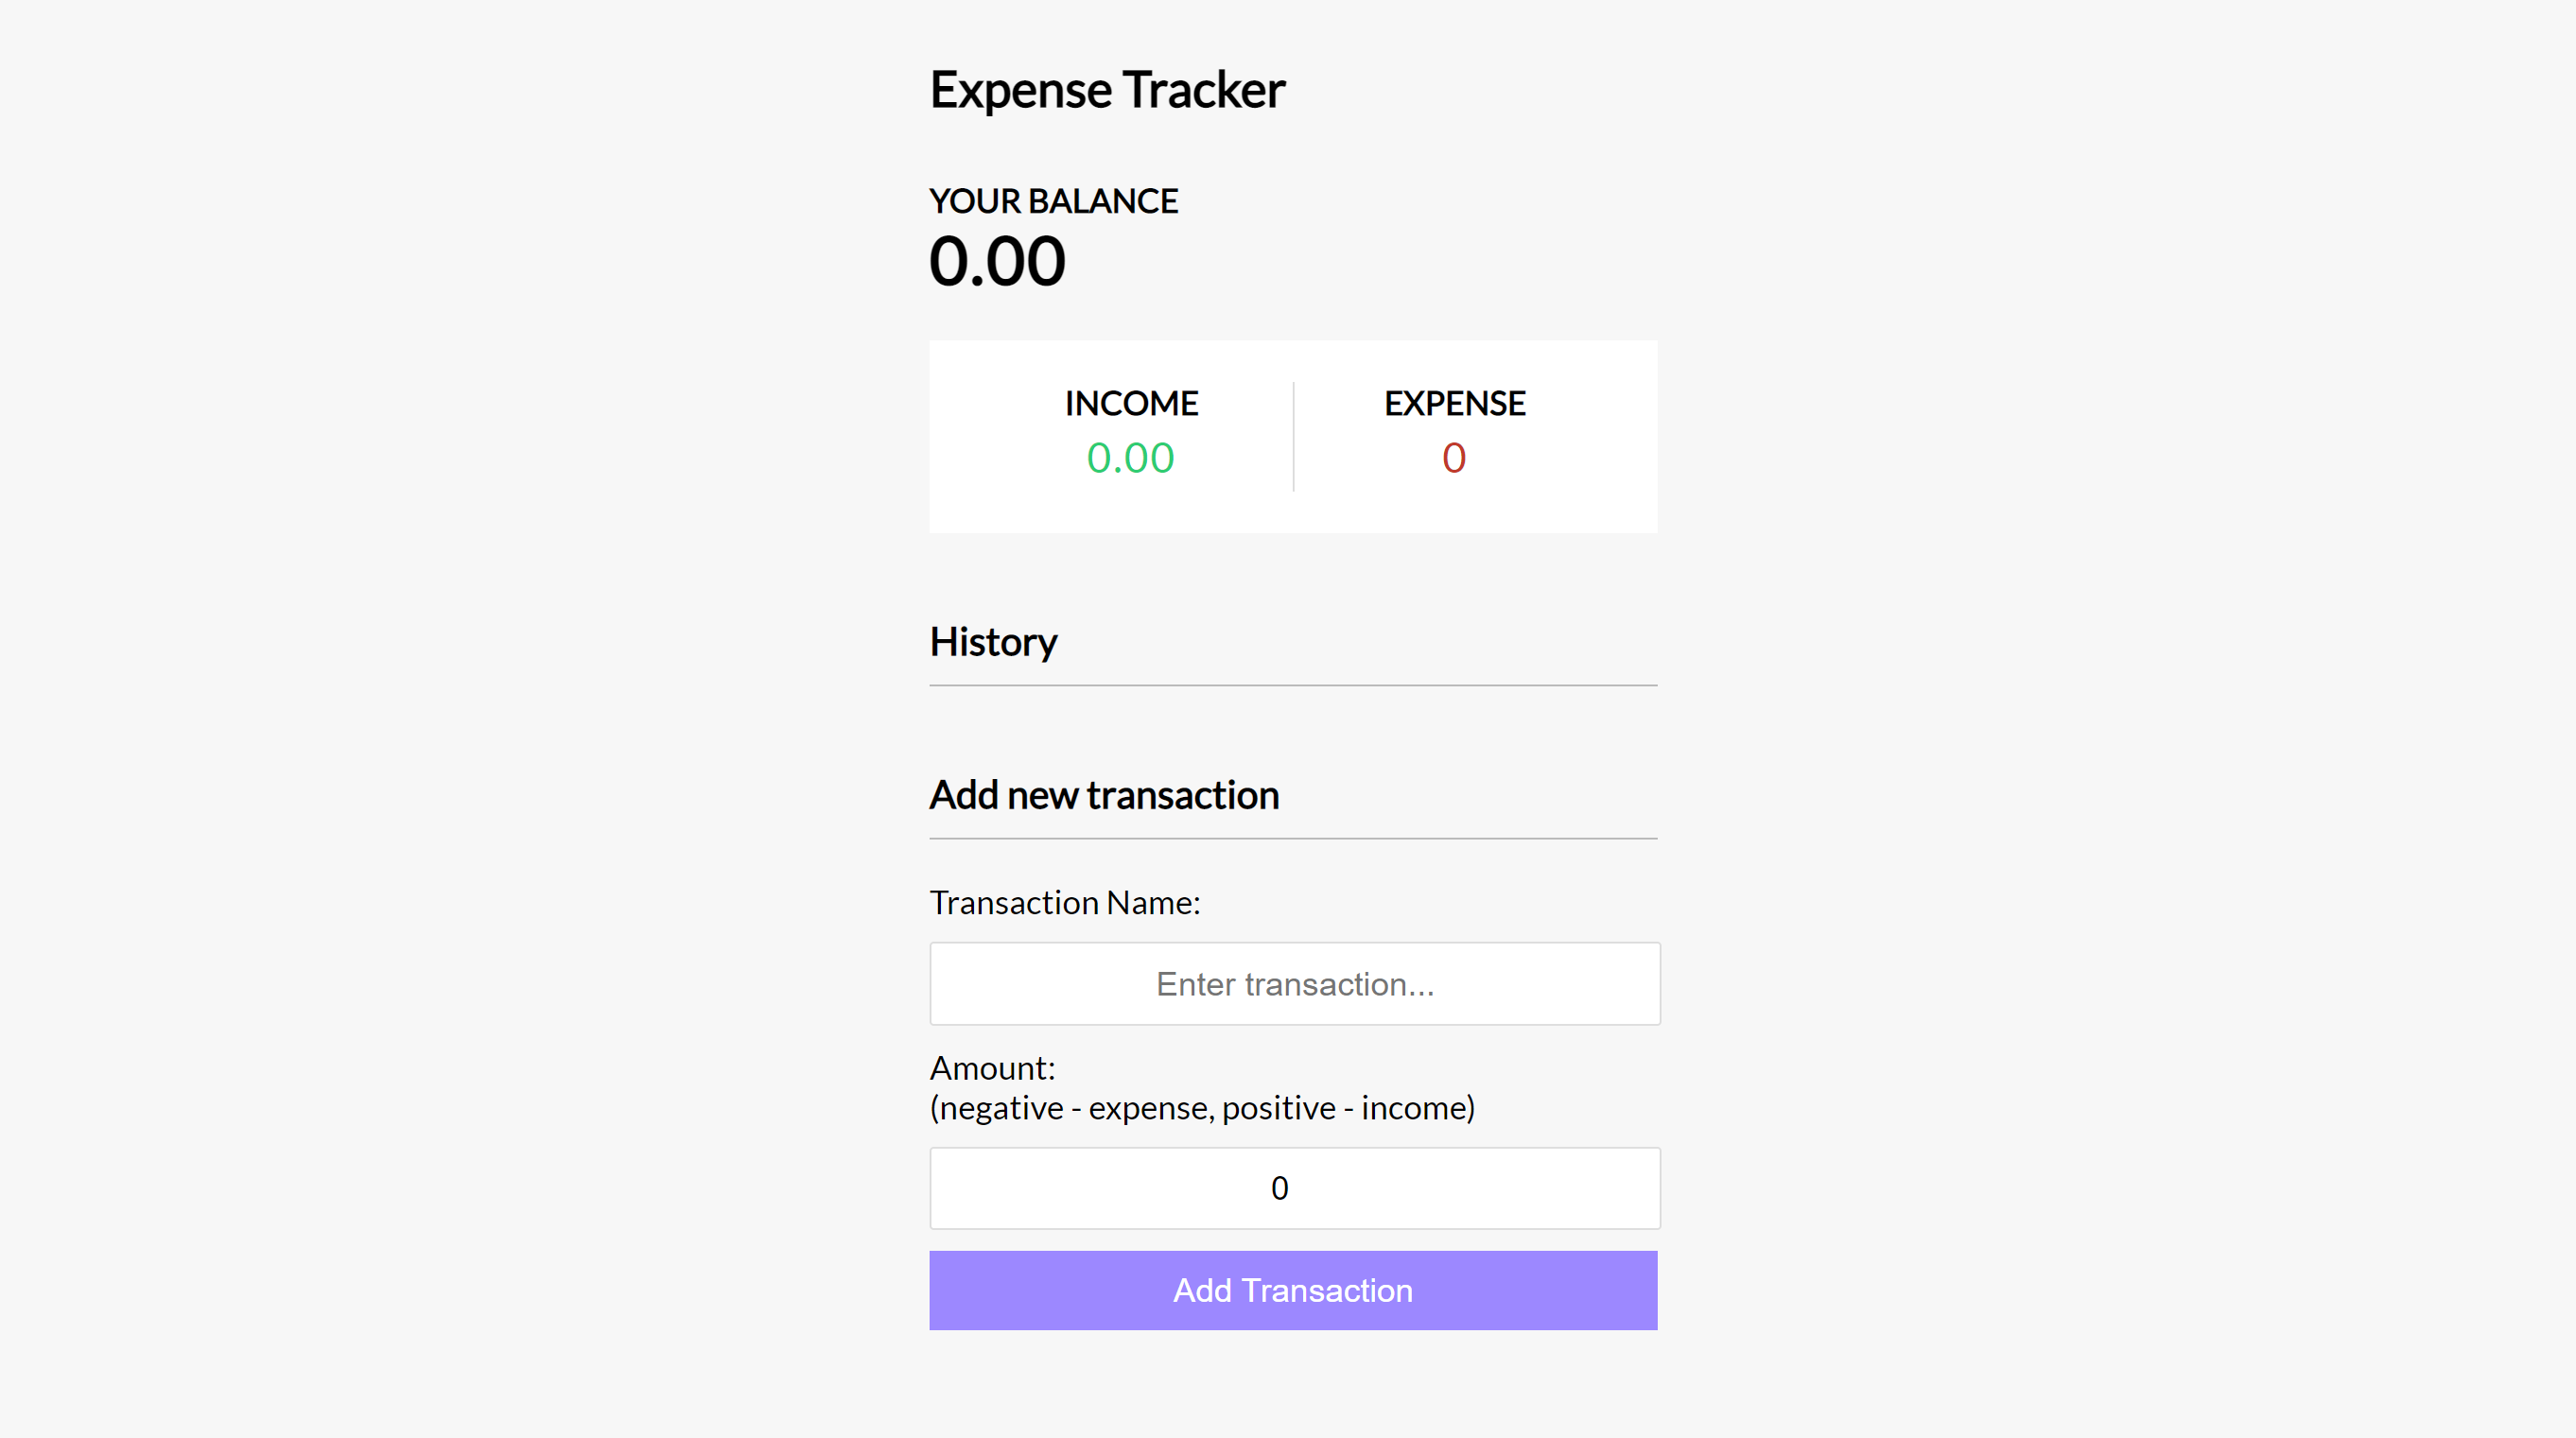 Expense Tracker
YOUR BALANCE
0.00
INCOME
0.00
EXPENSE
0
History
Add new transaction
Transaction Name:
Enter transaction...
Amount:
(negative - expense, positive - income)
0
Add Transaction